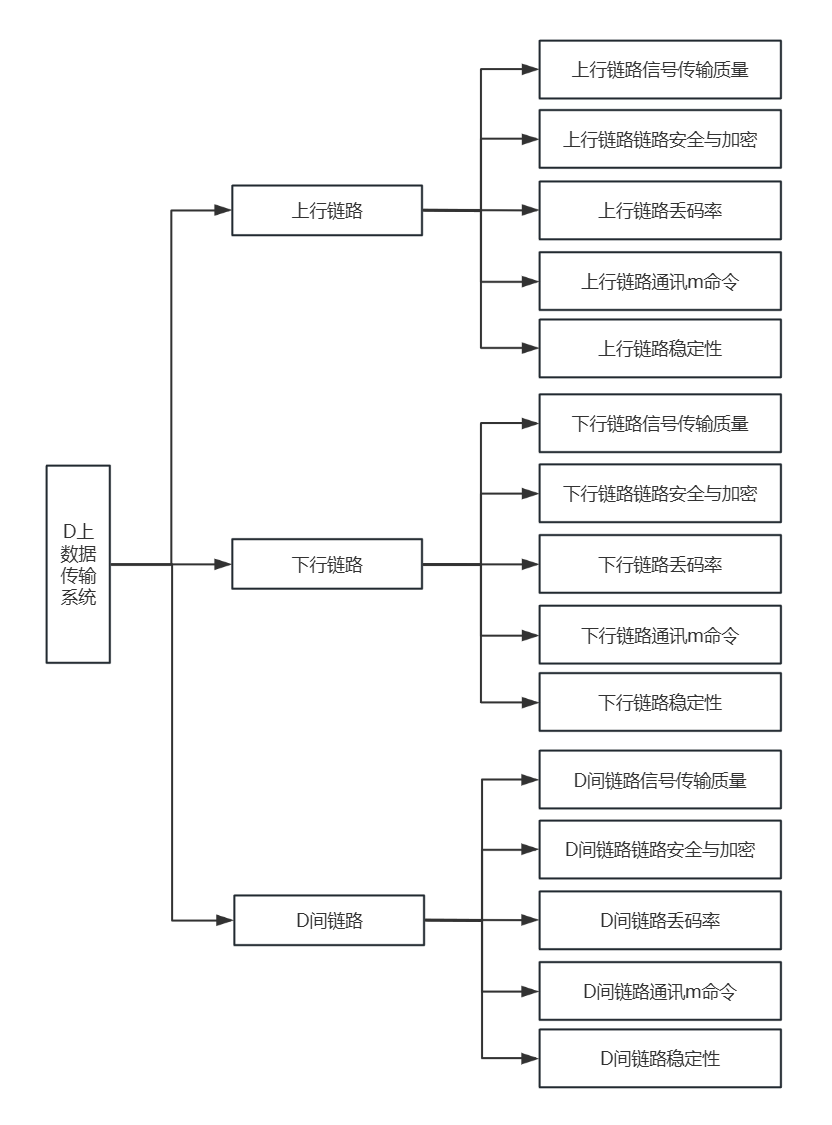 上行链路信号传输质量
上行链路链路安全与加密
上行链路
上行链路丢码率
上行链路通讯m命令
上行链路稳定性
下行链路信号传输质量
下行链路链路安全与加密
D上
数据
传输
系统
下行链路
下行链路丢码率
下行链路通讯m命令
下行链路稳定性
D间链路信号传输质量
D间链路链路安全与加密
D间链路
D间链路丢码率
D间链路通讯m命令
D间链路稳定性